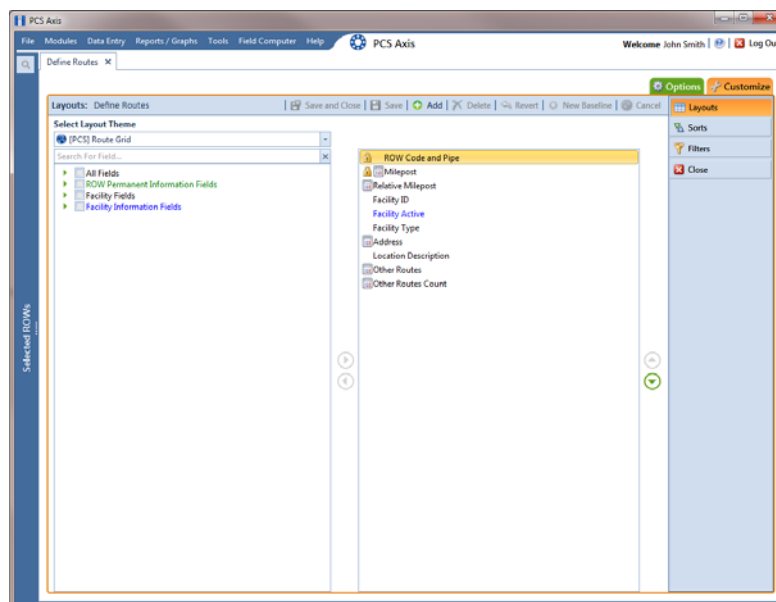 PCS Axis
File Modules Data Entry Reports / Graphs Tools Field Computer Help PCS Axis Welcome John Smith | | Log Ou
Define Routes X
Options Customize
Layouts: Define Routes | Save and Close | Save | Add | Delete | Revert | New Baseline | Cancel
Layouts
Sorts
Filters
Close
Select Layout Theme
[PCS] Route Grid
Search For Field...
All Fields
ROW Permanent Information Fields
Facility Fields
Facility Information Fields
ROW Code and Pipe
Milepost
Relative Milepost
Facility ID
Facility Active
Facility Type
Address
Location Description
Other Routes
Other Routes Count
Selected ROWs